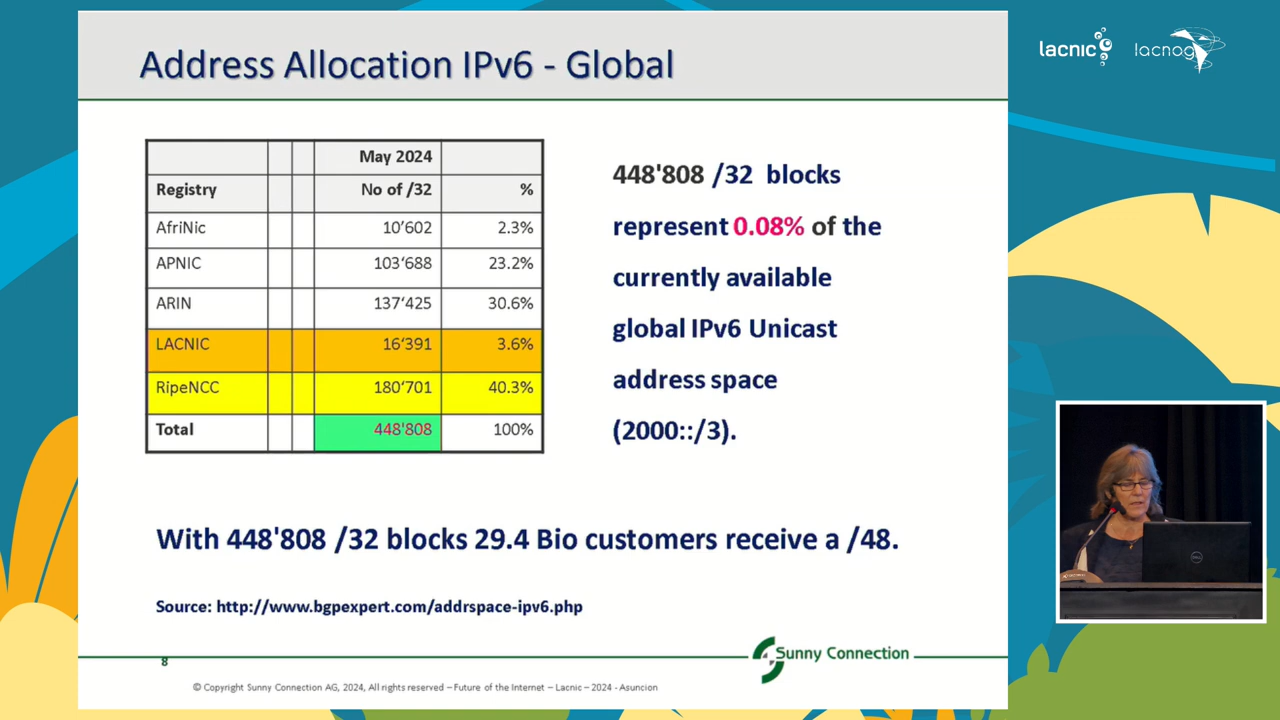 Address Allocation IPv6 - Global
lacnic
lacnog
May 2024
Registry No of /32 %
AfriNic 10’602 2.3%
APNIC 103‘688 23.2%
ARIN 137‘425 30.6%
LACNIC 16‘391 3.6%
RipeNCC 180‘701 40.3%
Total 448'808 100%
448'808 /32 blocks
represent 0.08% of the
currently available
global IPv6 Unicast
address space
(2000::/3).
With 448'808 /32 blocks 29.4 Bio customers receive a /48.
Source: http://www.bgpexpert.com/addrspace-ipv6.php
8
Sunny Connection
© Copyright Sunny Connection AG, 2024, All rights reserved – Future of the Internet – Lacnic – 2024 - Asuncion
DELL